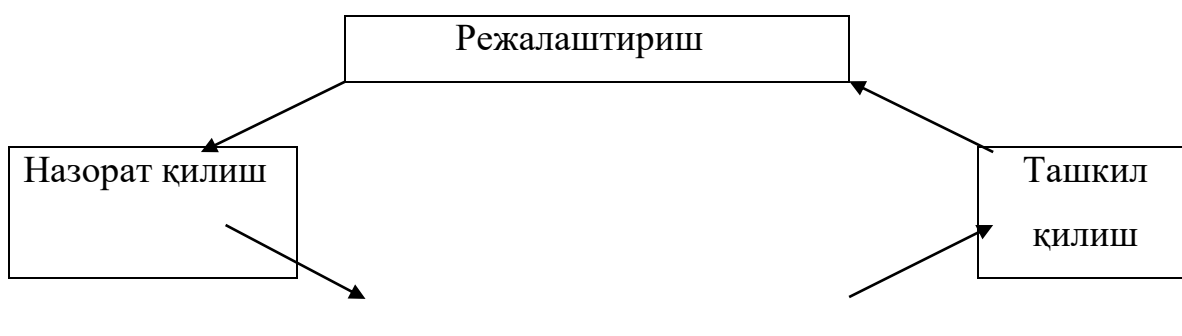 Режалаштириш
Назорат қилиш
Ташкил
қилиш